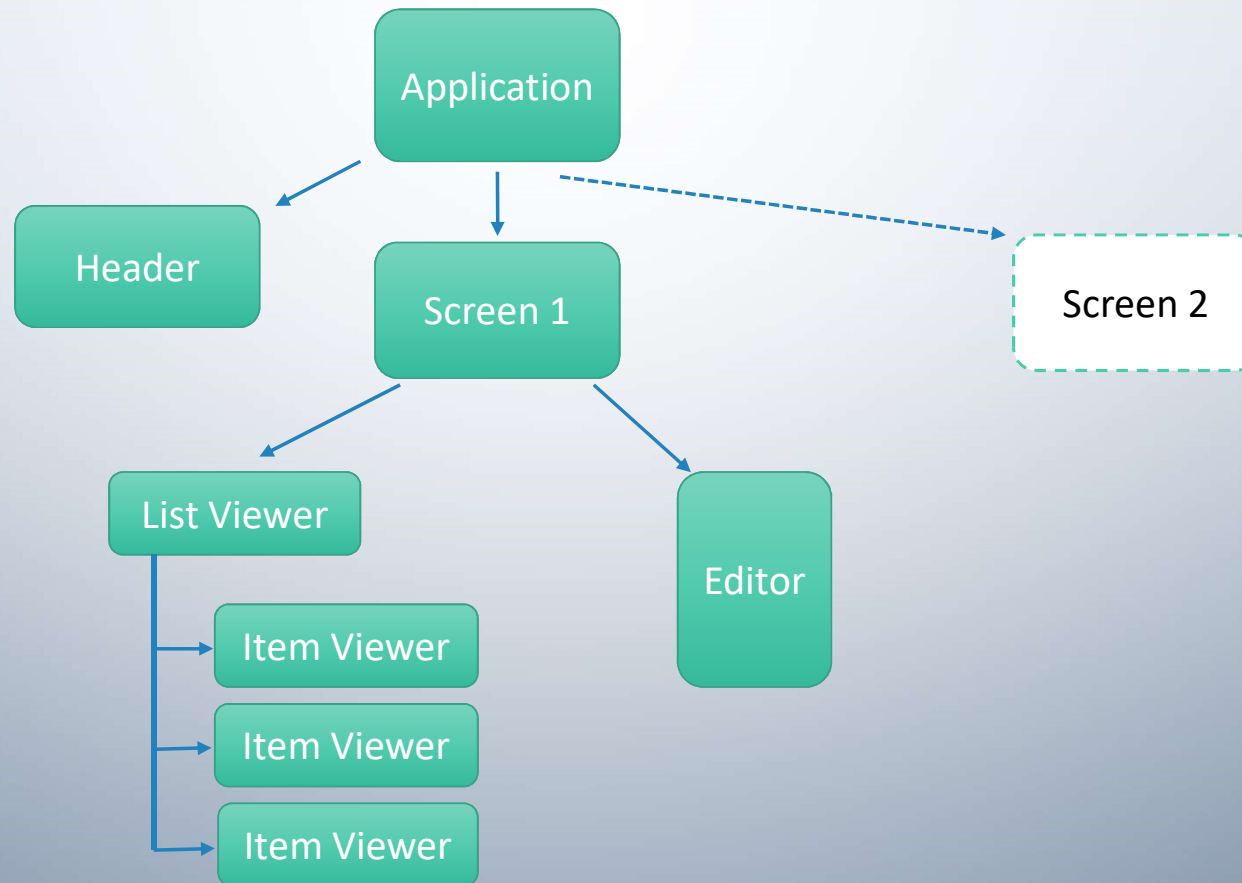 Application
Header
Screen 1
Screen 2
List Viewer
Editor
Item Viewer
Item Viewer
Item Viewer